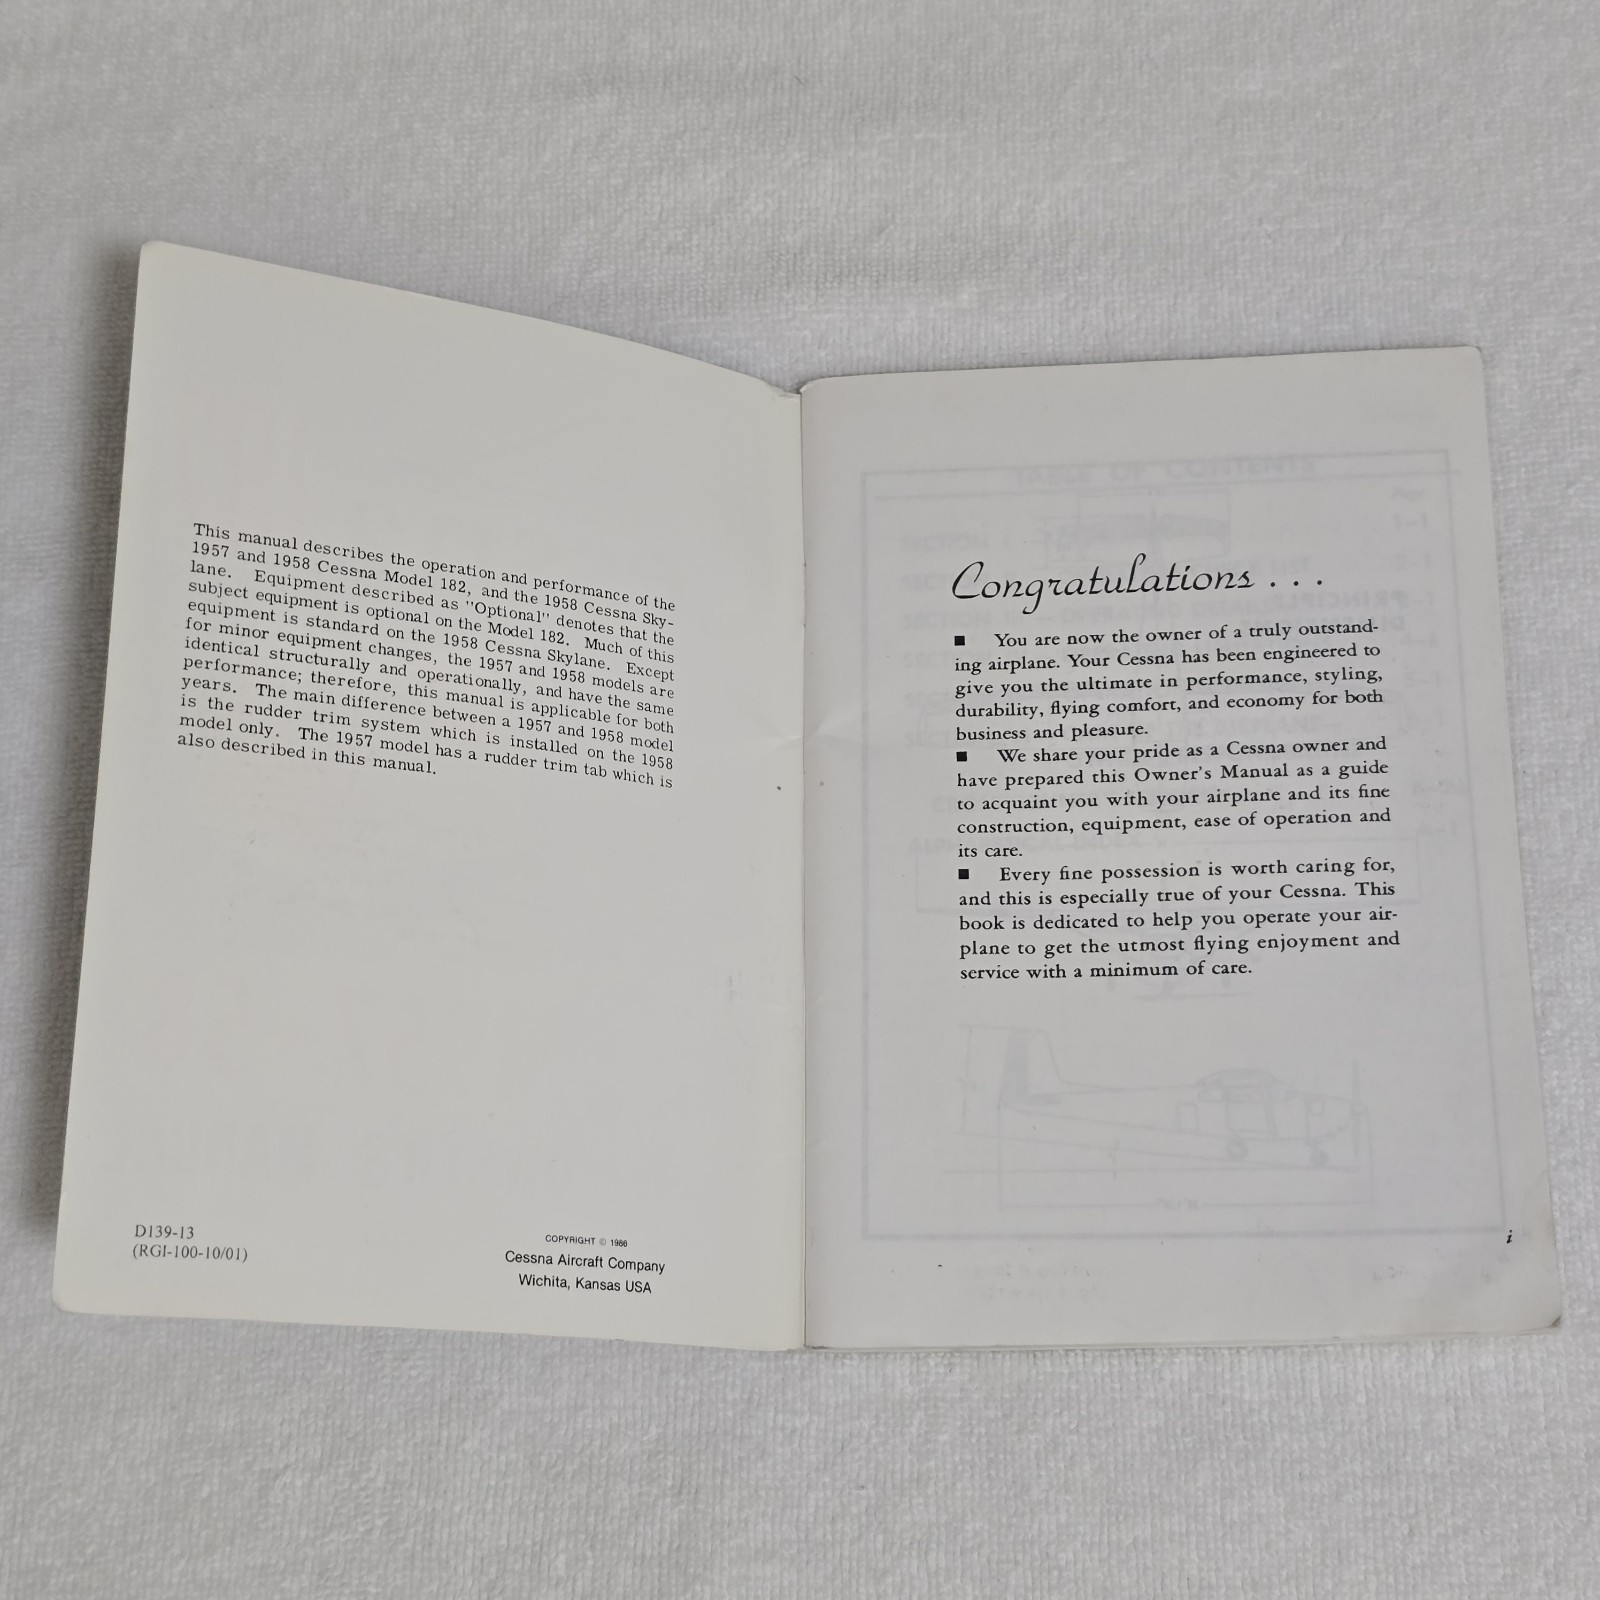 This manual describes the operation and performance of the
1957 and 1958 Cessna Model 182, and the 1958 Cessna Sky-
lane. Equipment described as "Optional" denotes that the
subject equipment is optional on the Model 182. Much of this
equipment is standard on the 1958 Cessna Skylane. Except
for minor equipment changes, the 1957 and 1958 models are
identical structurally and operationally, and have the same
performance; therefore, this manual is applicable for both
years. The main difference between a 1957 and 1958 model
is the rudder trim system which is installed on the 1958
model only. The 1957 model has a rudder trim tab which is
also described in this manual.
D139-13
(RGI-100-10/01)
COPYRIGHT © 1986
Cessna Aircraft Company
Wichita, Kansas USA
Congratulations . . .
■ You are now the owner of a truly outstand-
ing airplane. Your Cessna has been engineered to
give you the ultimate in performance, styling,
durability, flying comfort, and economy for both
business and pleasure.
■ We share your pride as a Cessna owner and
have prepared this Owner's Manual as a guide
to acquaint you with your airplane and its fine
construction, equipment, ease of operation and
its care.
■ Every fine possession is worth caring for,
and this is especially true of your Cessna. This
book is dedicated to help you operate your air-
plane to get the utmost flying enjoyment and
service with a minimum of care.
i
TABLE OF CONTENTS